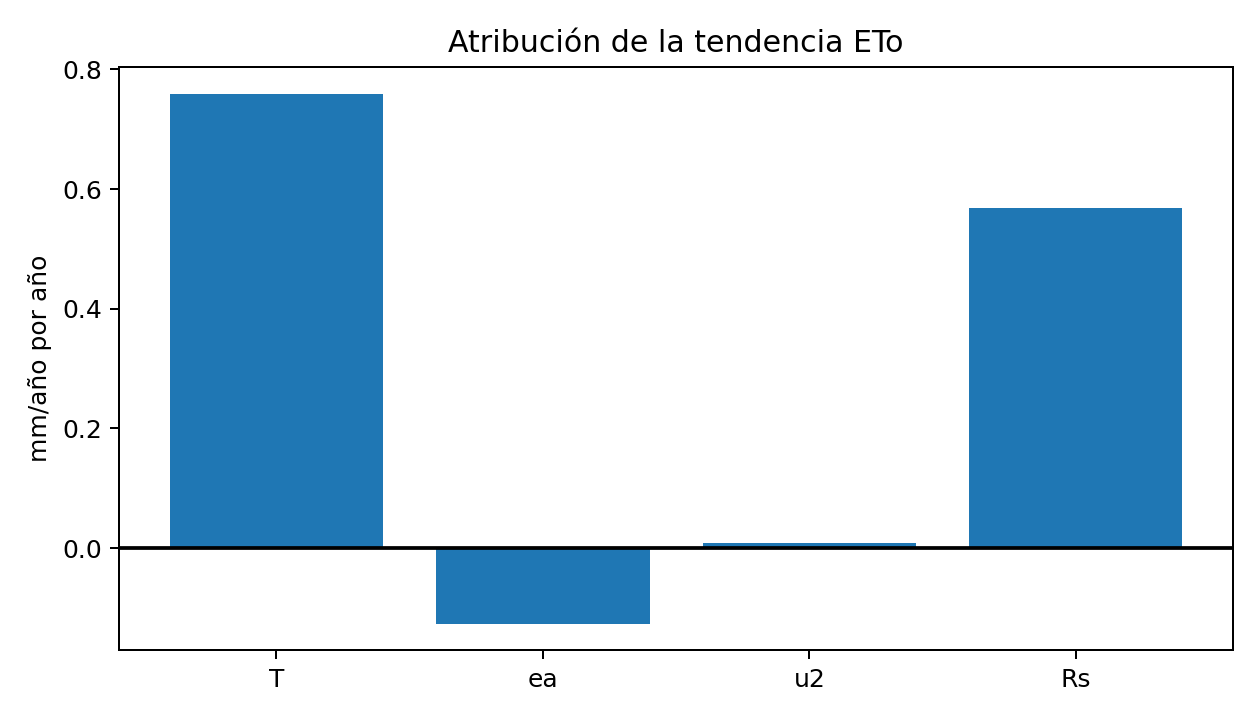 Atribución de la tendencia ETo
mm/año por año
0.8
0.6
0.4
0.2
0.0
T
ea
u2
Rs